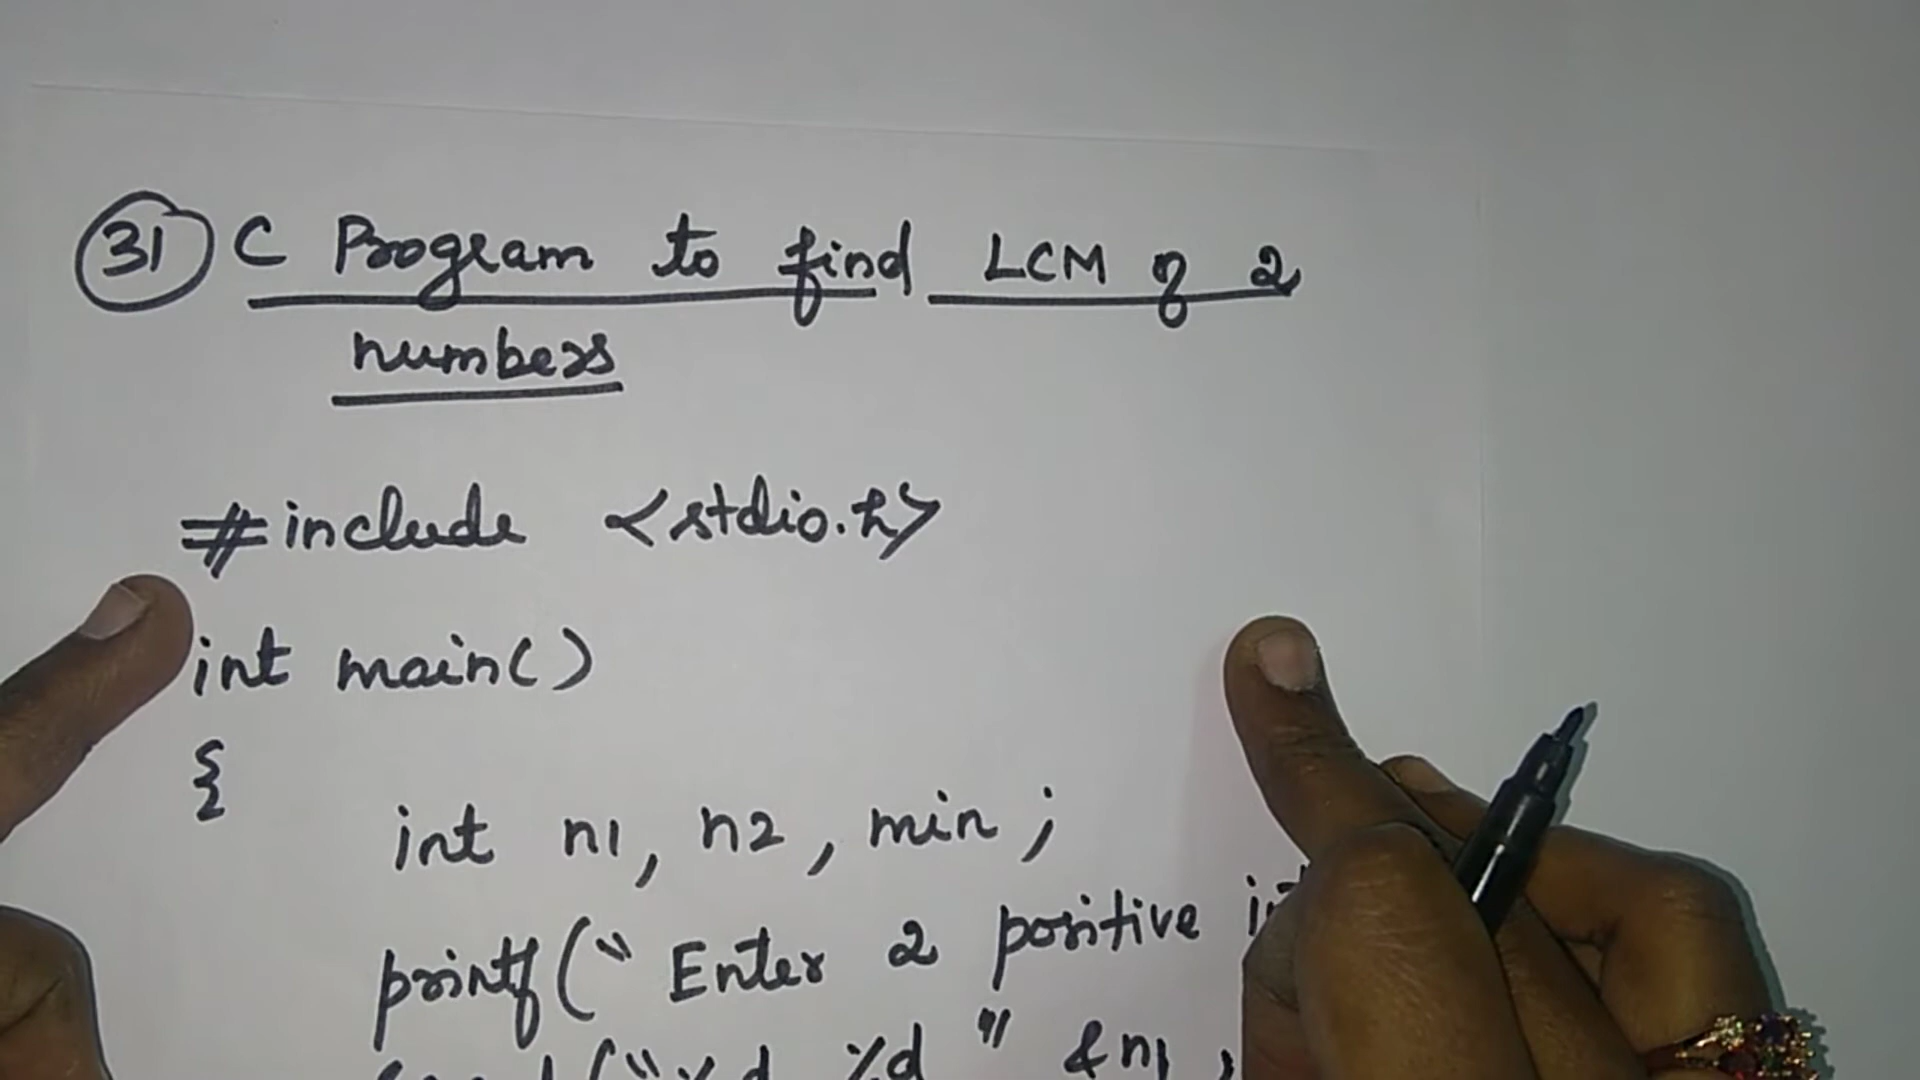 31 C Program to find LCM of 2
numbers
#include <stdio.h>
int main()
{
int n1, n2, min;
printf("Enter 2 positive
"%d %d" &n1,